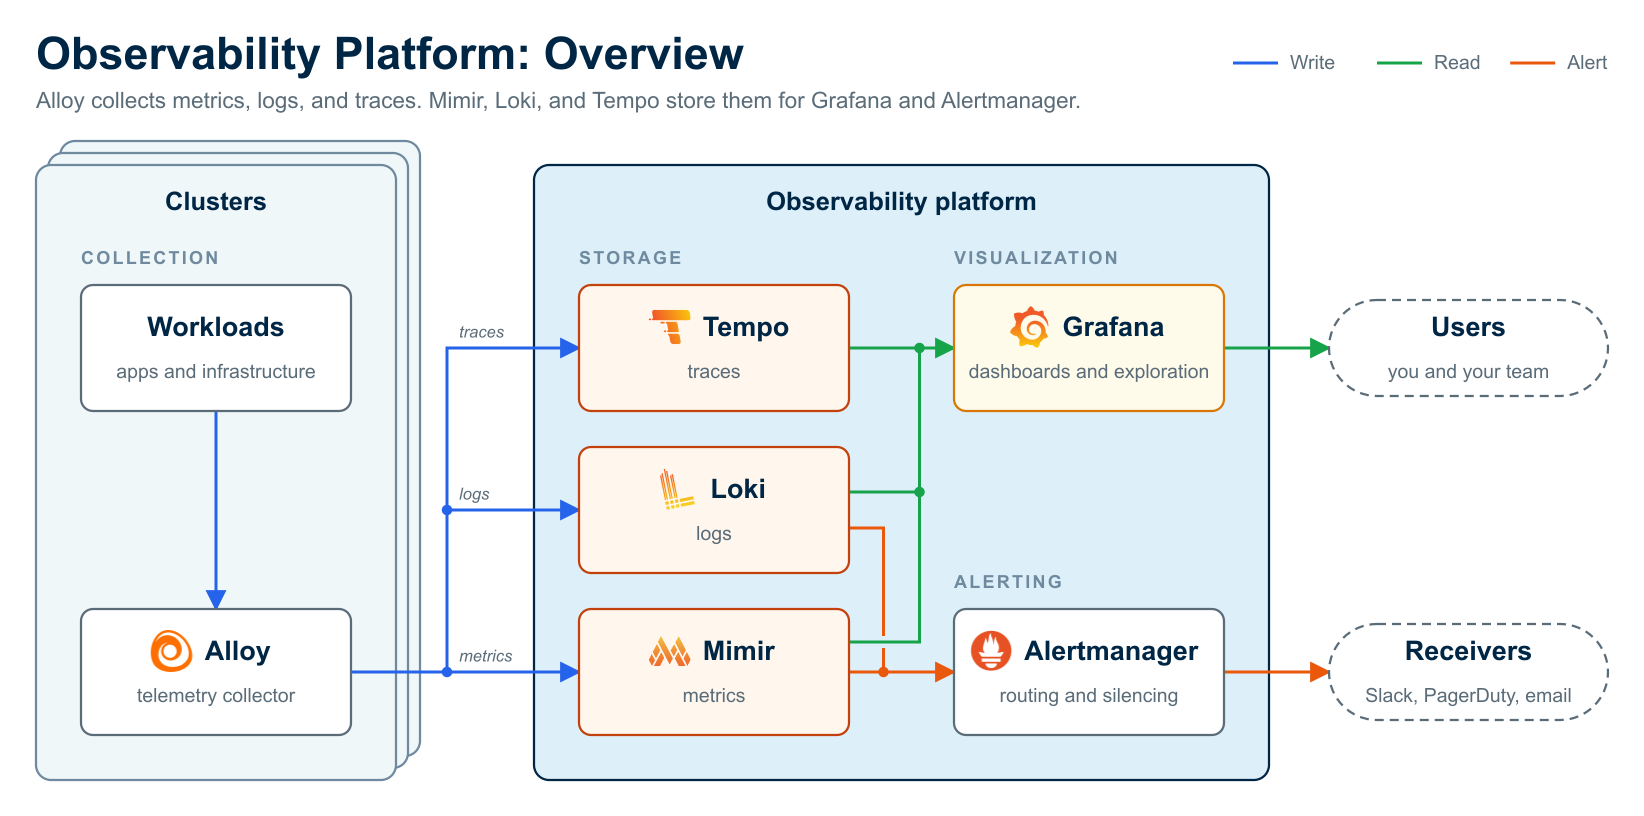 Observability Platform: Overview
Alloy collects metrics, logs, and traces. Mimir, Loki, and Tempo store them for Grafana and Alertmanager.
Write
Read
Alert
Clusters
COLLECTION
Workloads
apps and infrastructure
Alloy
telemetry collector
traces
logs
metrics
Observability platform
STORAGE
Tempo
traces
Loki
logs
Mimir
metrics
VISUALIZATION
Grafana
dashboards and exploration
ALERTING
Alertmanager
routing and silencing
Users
you and your team
Receivers
Slack, PagerDuty, email